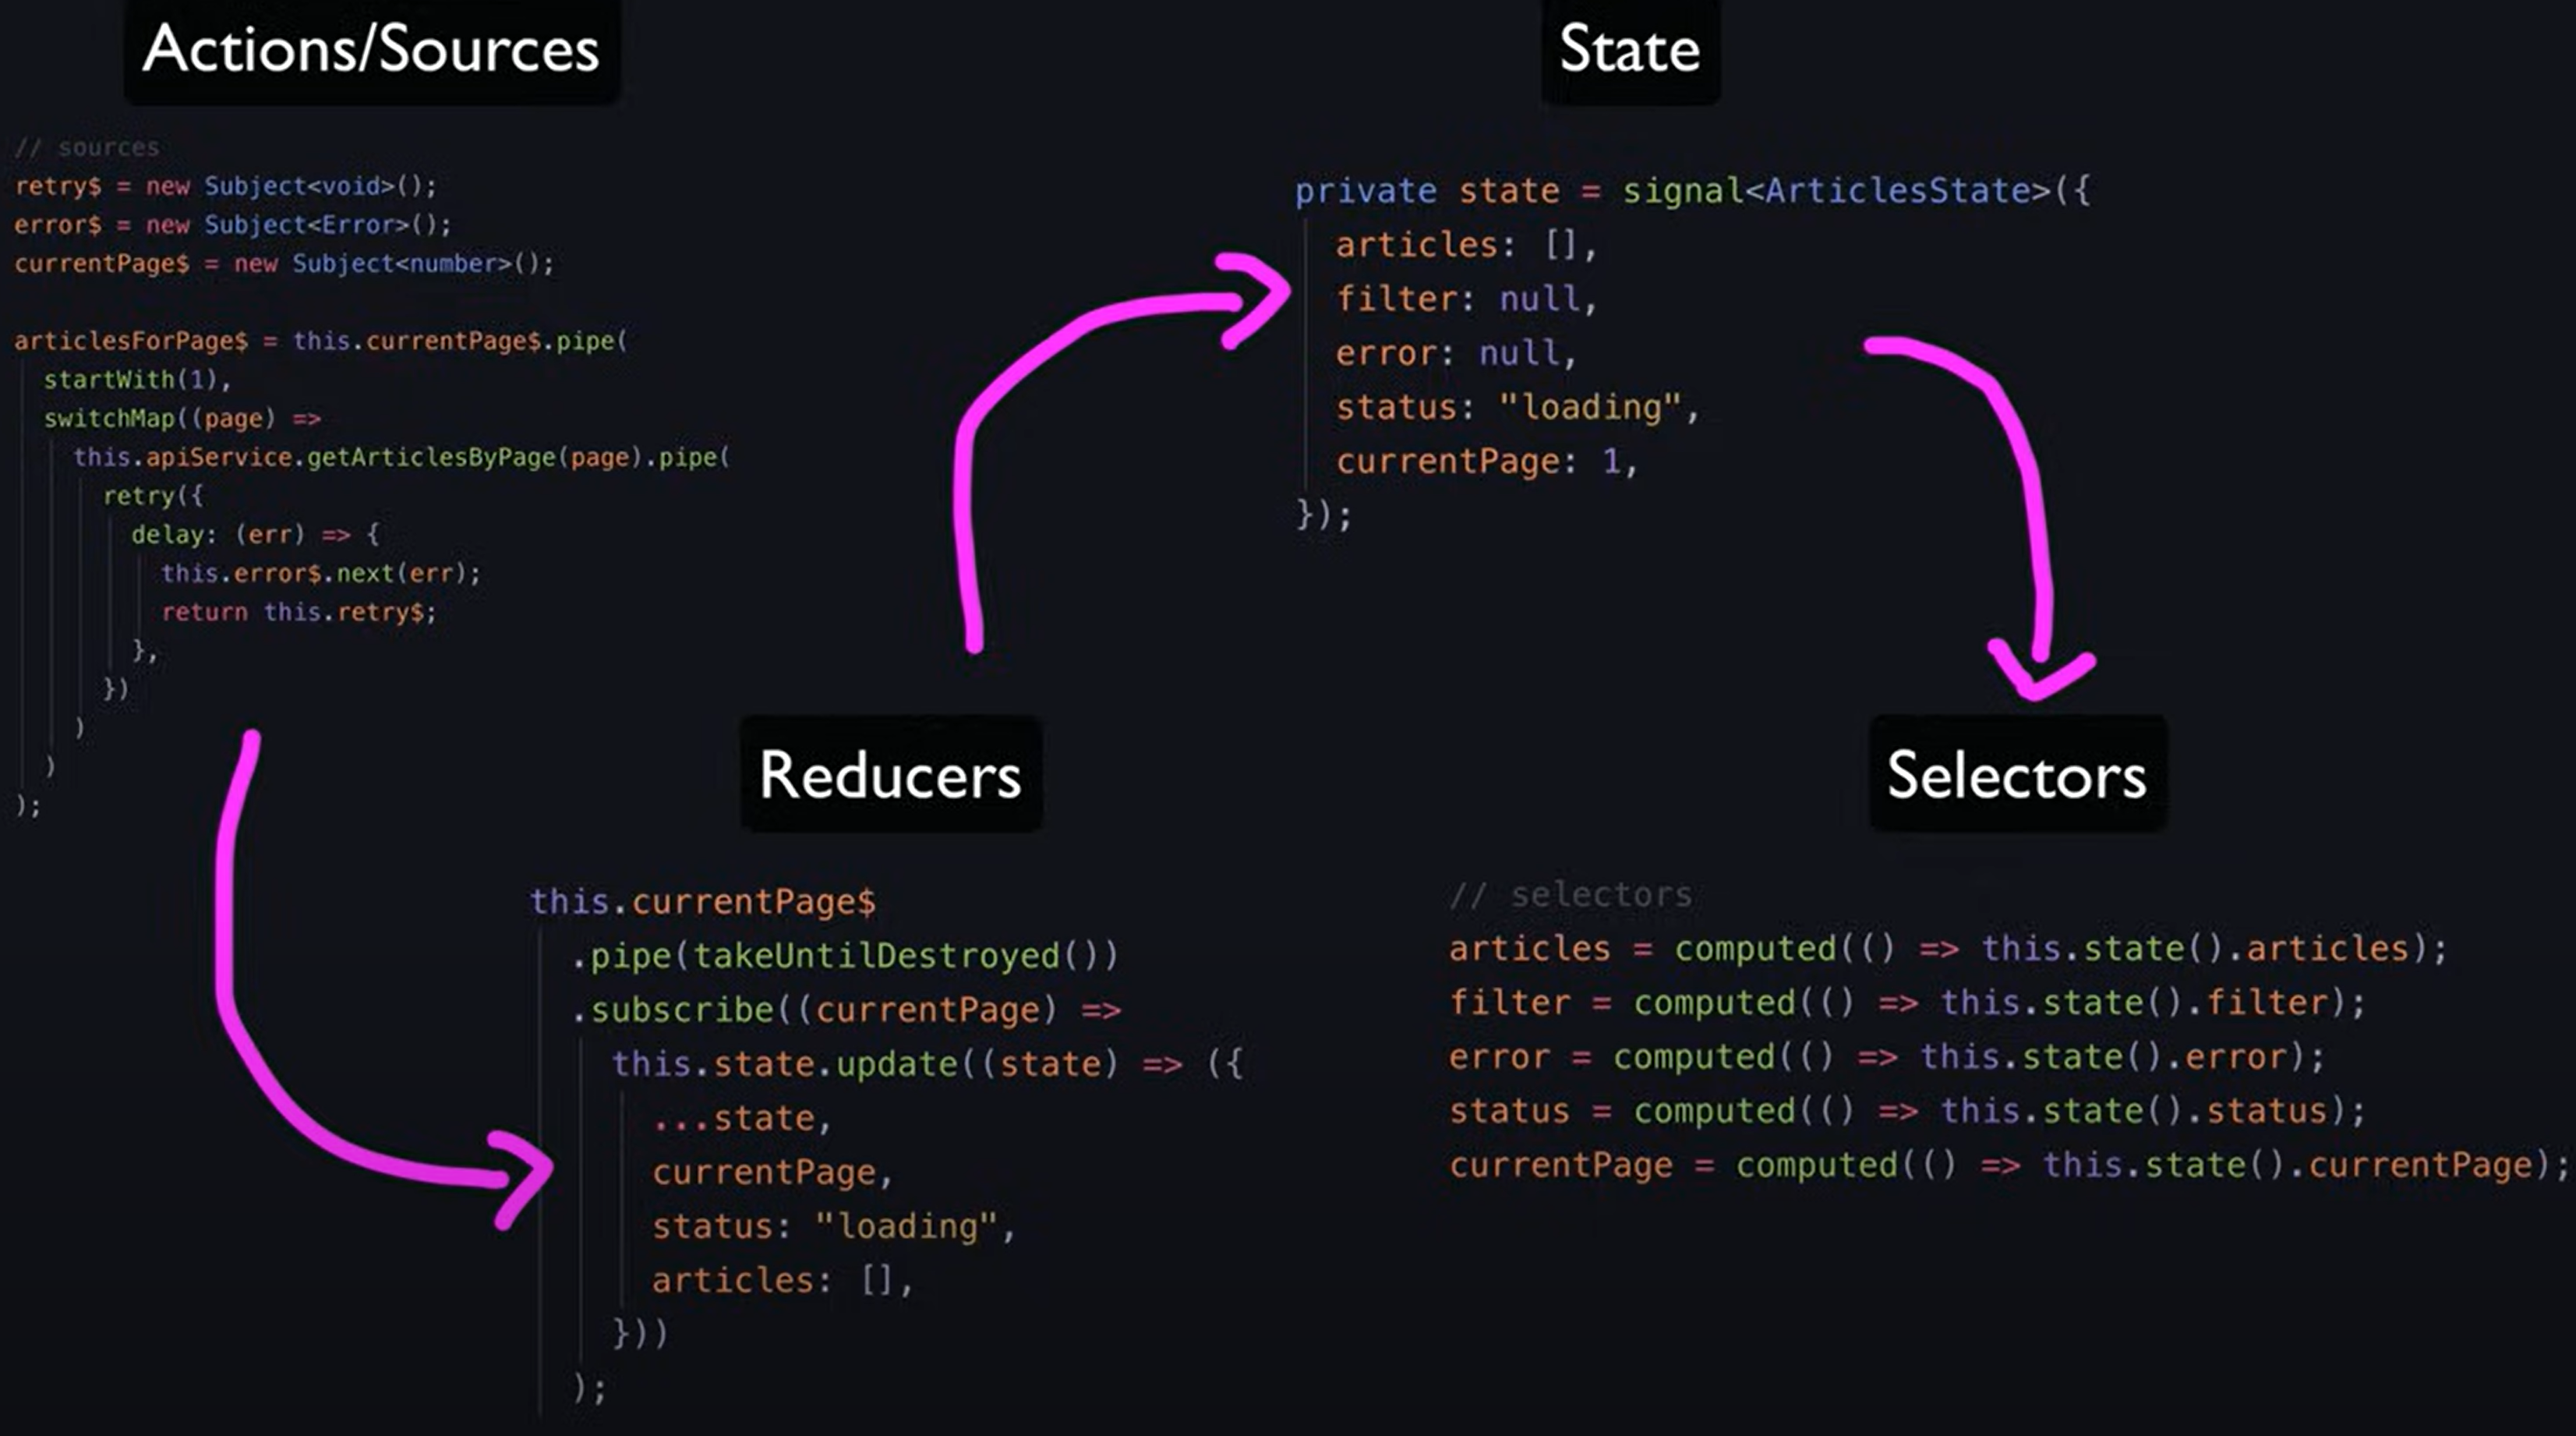 Actions/Sources
// sources
retry$ = new Subject<void>();
error$ = new Subject<Error>();
currentPage$ = new Subject<number>();
articlesForPage$ = this.currentPage$.pipe(
startWith(1),
switchMap((page) =>
this.apiService.getArticlesByPage(page).pipe(
retry({
delay: (err) => {
this.error$.next(err);
return this.retry$;
},
})
)
)
);
Reducers
this.currentPage$
.pipe(takeUntilDestroyed())
.subscribe((currentPage) =>
this.state.update((state) => ({
...state,
currentPage,
status: "loading",
articles: [],
}))
);
State
private state = signal<ArticlesState>({
articles: [],
filter: null,
error: null,
status: "loading",
currentPage: 1,
});
Selectors
// selectors
articles = computed(() => this.state().articles);
filter = computed(() => this.state().filter);
error = computed(() => this.state().error);
status = computed(() => this.state().status);
currentPage = computed(() => this.state().currentPage);